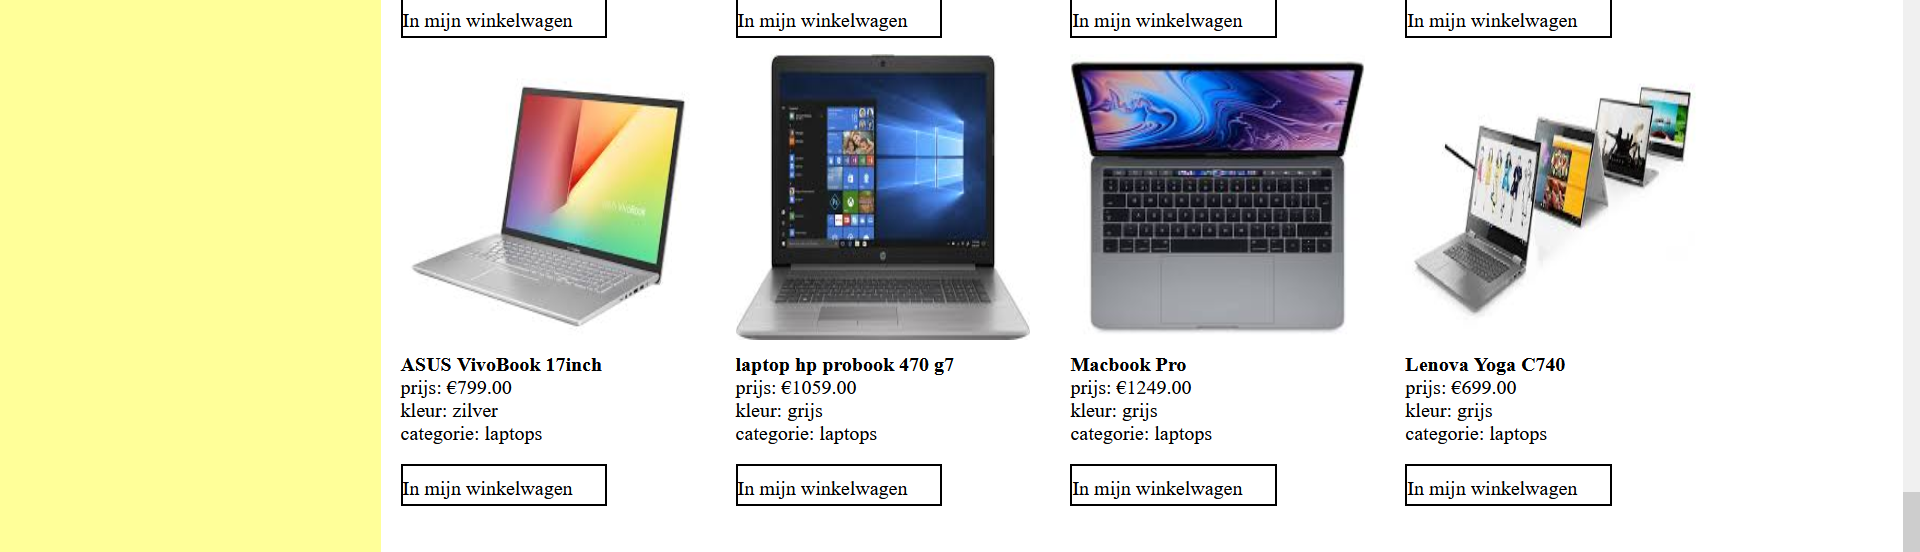 In mijn winkelwagen
In mijn winkelwagen
In mijn winkelwagen
In mijn winkelwagen
ASUS VivoBook 17inch
prijs: €799.00
kleur: zilver
categorie: laptops
In mijn winkelwagen
laptop hp probook 470 g7
prijs: €1059.00
kleur: grijs
categorie: laptops
In mijn winkelwagen
Macbook Pro
prijs: €1249.00
kleur: grijs
categorie: laptops
In mijn winkelwagen
Lenova Yoga C740
prijs: €699.00
kleur: grijs
categorie: laptops
In mijn winkelwagen